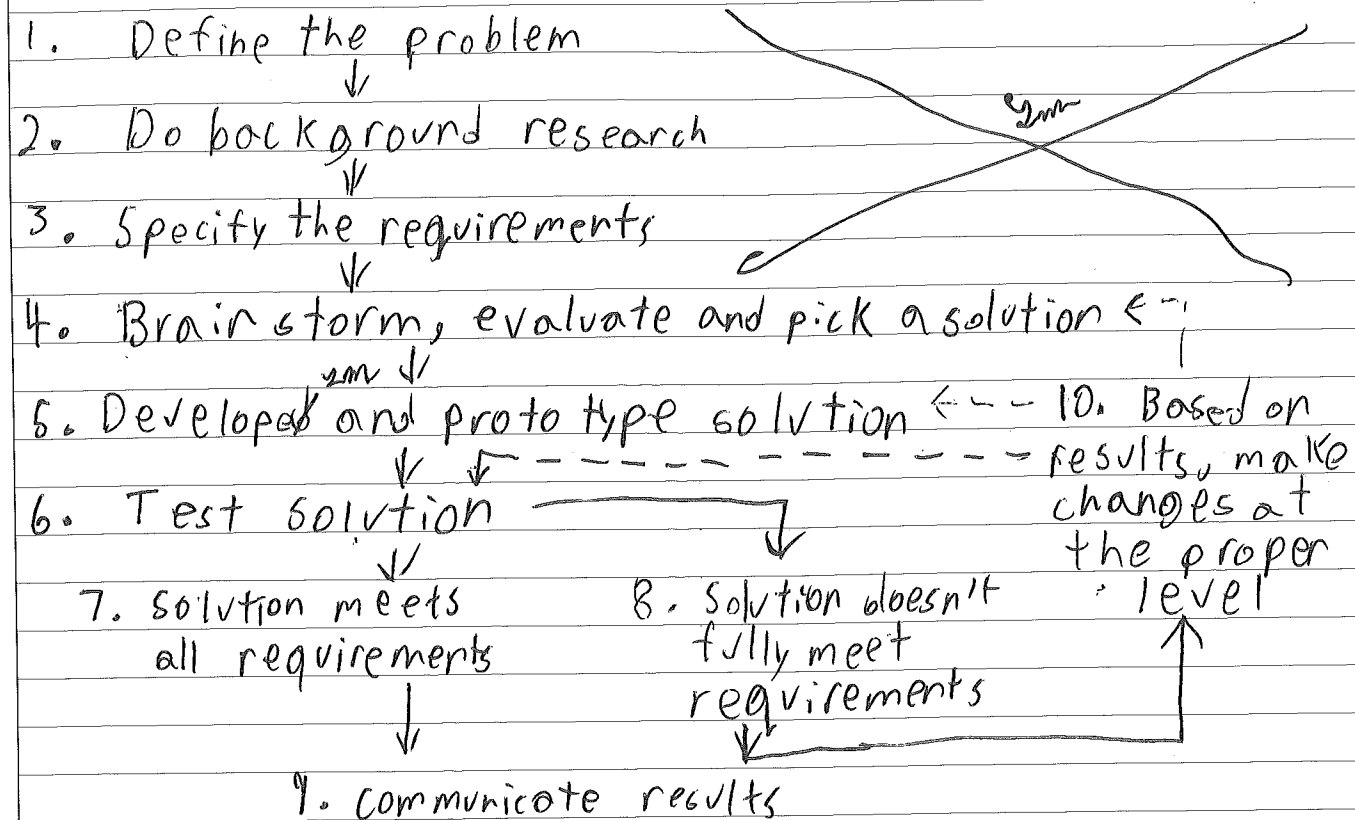 1. Define the problem
2. Do background research
3. Specify the requirements
4. Brainstorm, evaluate and pick a solution
5. Develop and prototype solution
10. Based on
results, make
changes at
the proper
level
6. Test solution
7. solution meets
all requirements
8. Solution doesn't
fully meet
requirements
9. communicate results